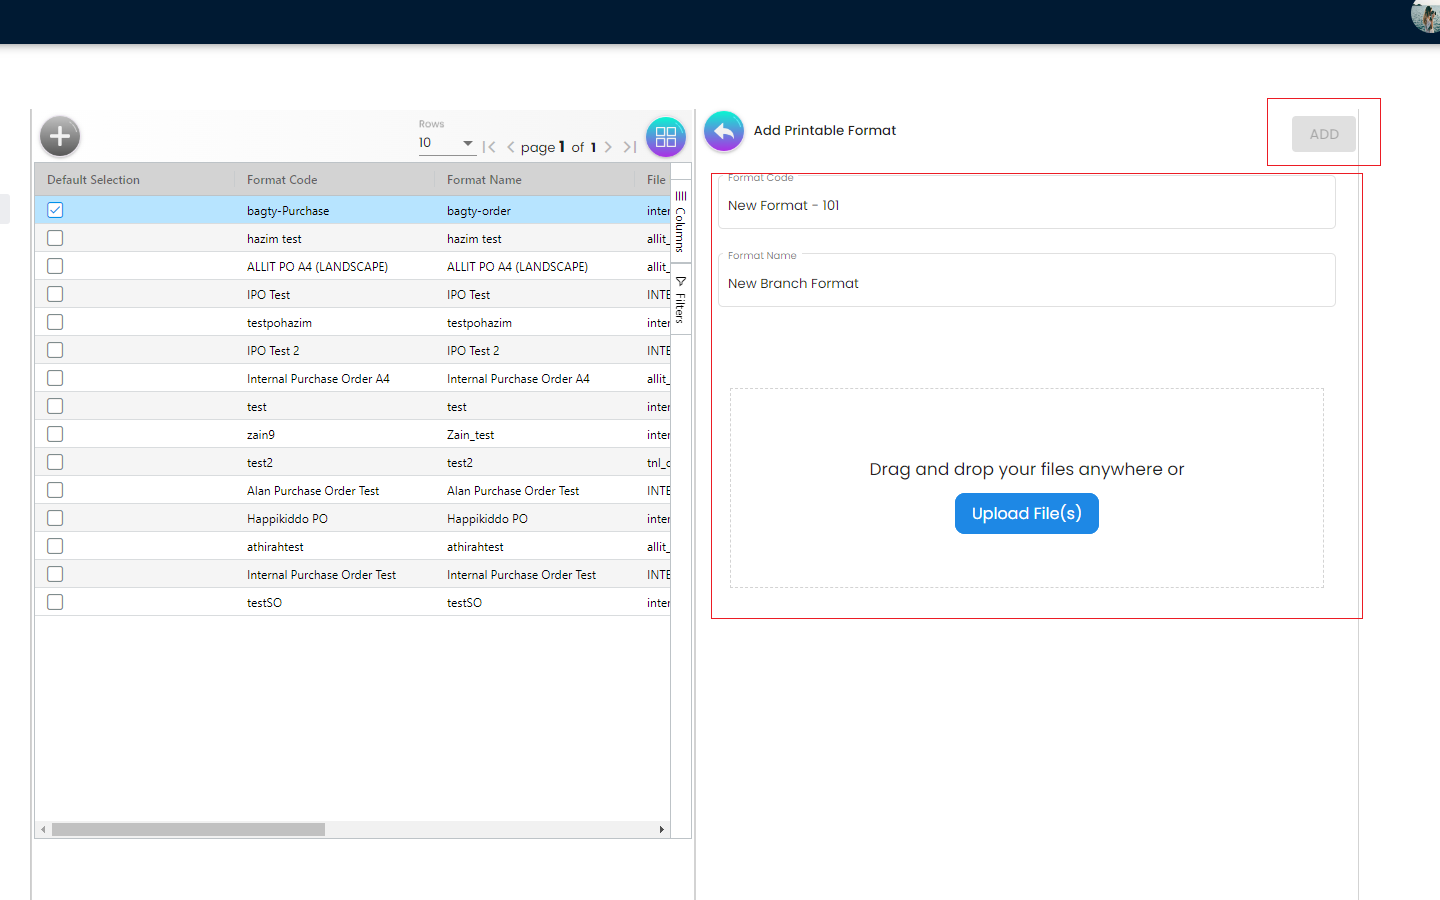 Rows
10
page 1 of 1
Default Selection Format Code Format Name File
bagty-Purchase bagty-order inter
hazim test hazim test allit_
ALLIT PO A4 (LANDSCAPE) ALLIT PO A4 (LANDSCAPE) allit_
IPO Test IPO Test INTE
testpohazim testpohazim inter
IPO Test 2 IPO Test 2 INTE
Internal Purchase Order A4 Internal Purchase Order A4 allit_
test test inter
zain9 Zain_test inter
test2 test2 tnl_c
Alan Purchase Order Test Alan Purchase Order Test INTE
Happikiddo PO Happikiddo PO inter
athirahtest athirahtest allit_
Internal Purchase Order Test Internal Purchase Order Test INTE
testSO testSO inter
Columns
Filters
Add Printable Format
ADD
Format Code
New Format - 101
Format Name
New Branch Format
Drag and drop your files anywhere or
Upload File(s)